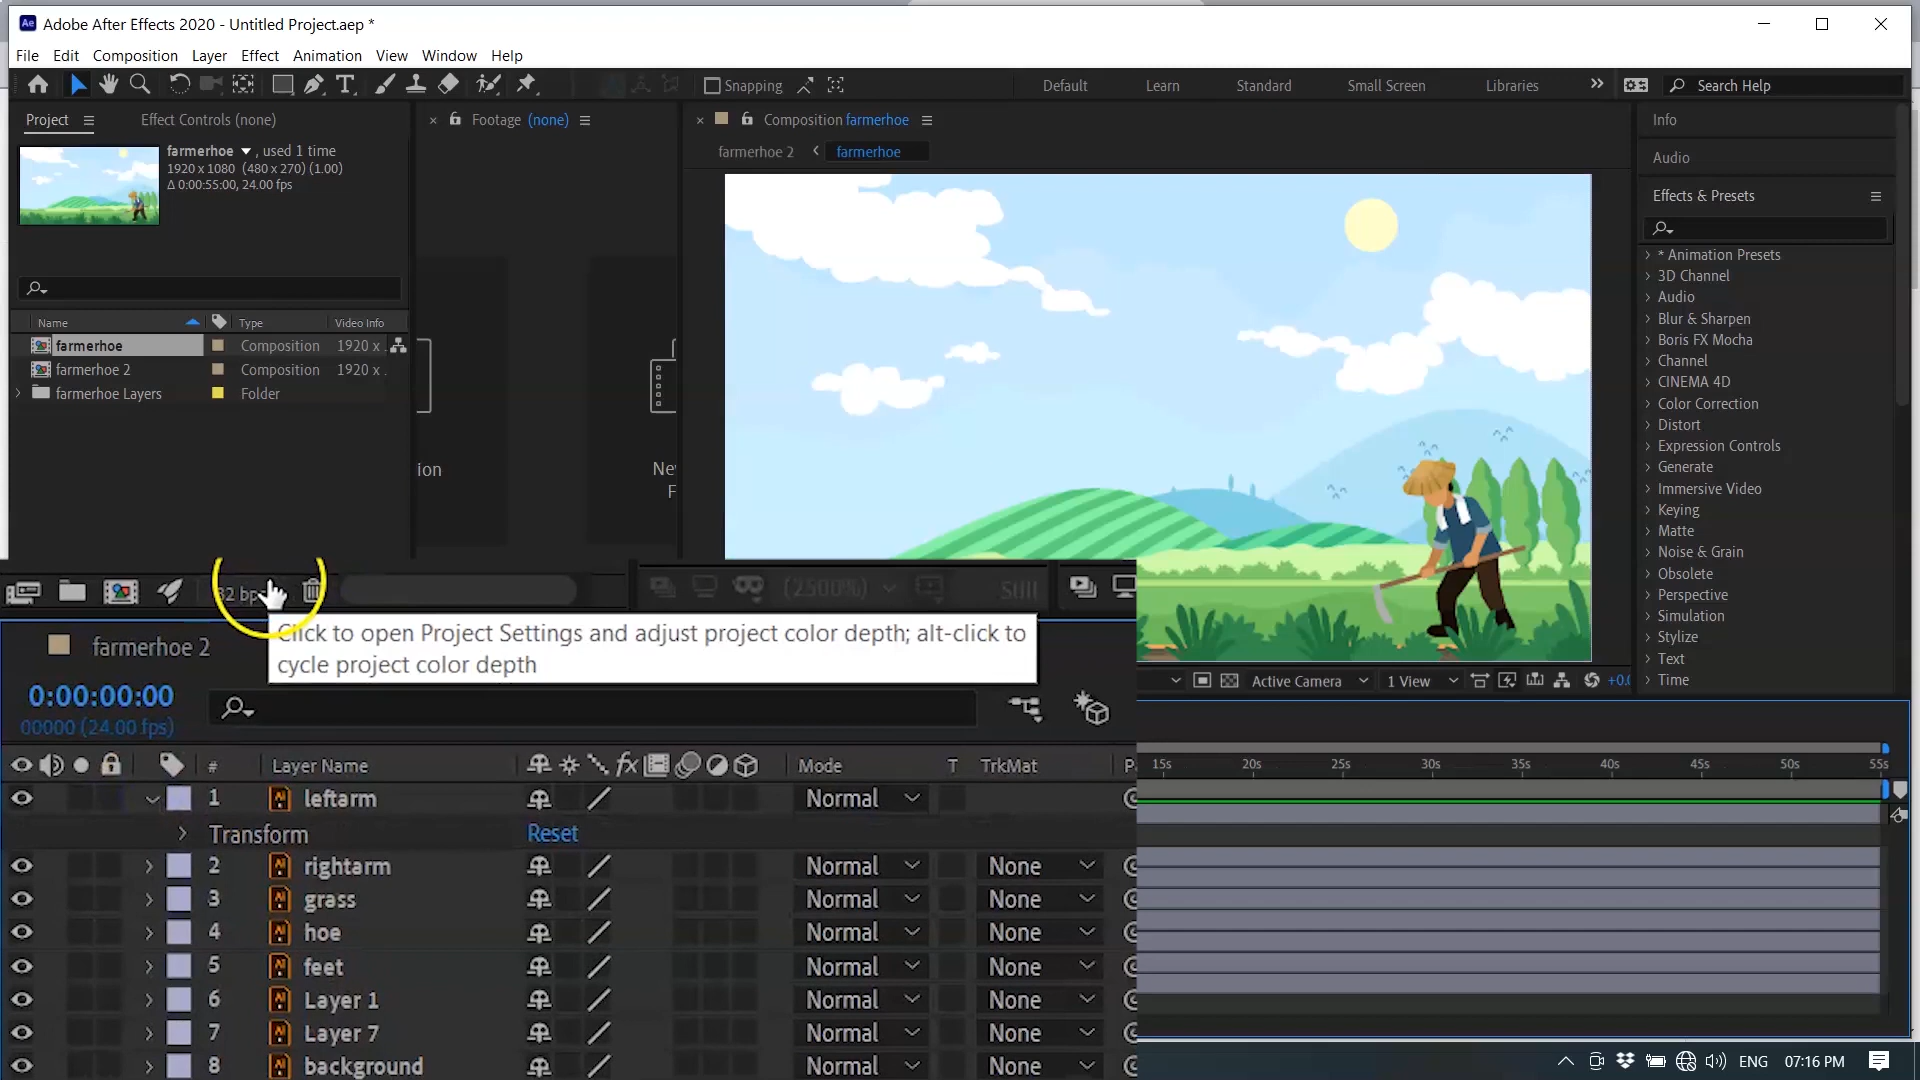 Ae Adobe After Effects 2020 - Untitled Project.aep *
File Edit Composition Layer Effect Animation View Window Help
Snapping
Default Learn Standard Small Screen Libraries
Search Help
Project Effect Controls (none)
farmerhoe , used 1 time
1920 x 1080 (480 x 270) (1.00)
Δ 0:00:55:00, 24.00 fps
Name Type Video Info
farmerhoe Composition 1920 x
farmerhoe 2 Composition 1920 x .
farmerhoe Layers Folder
Footage (none)
ion
Ne
F
Composition farmerhoe
farmerhoe 2 farmerhoe
Info
Audio
Effects & Presets
* Animation Presets
3D Channel
Audio
Blur & Sharpen
Boris FX Mocha
Channel
CINEMA 4D
Color Correction
Distort
Expression Controls
Generate
Immersive Video
Keying
Matte
Noise & Grain
Obsolete
Perspective
Simulation
Stylize
Text
Time
(2500%) Still
Click to open Project Settings and adjust project color depth; alt-click to
cycle project color depth
Active Camera 1 View +0.0
farmerhoe 2
0:00:00:00
00000 (24.00 fps)
# Layer Name fx Mode T TrkMat P
15s 20s 25s 30s 35s 40s 45s 50s 55s
1 leftarm Normal
Transform Reset
2 rightarm Normal None
3 grass Normal None
4 hoe Normal None
5 feet Normal None
6 Layer 1 Normal None
7 Layer 7 Normal None
8 background Normal None
ENG 07:16 PM